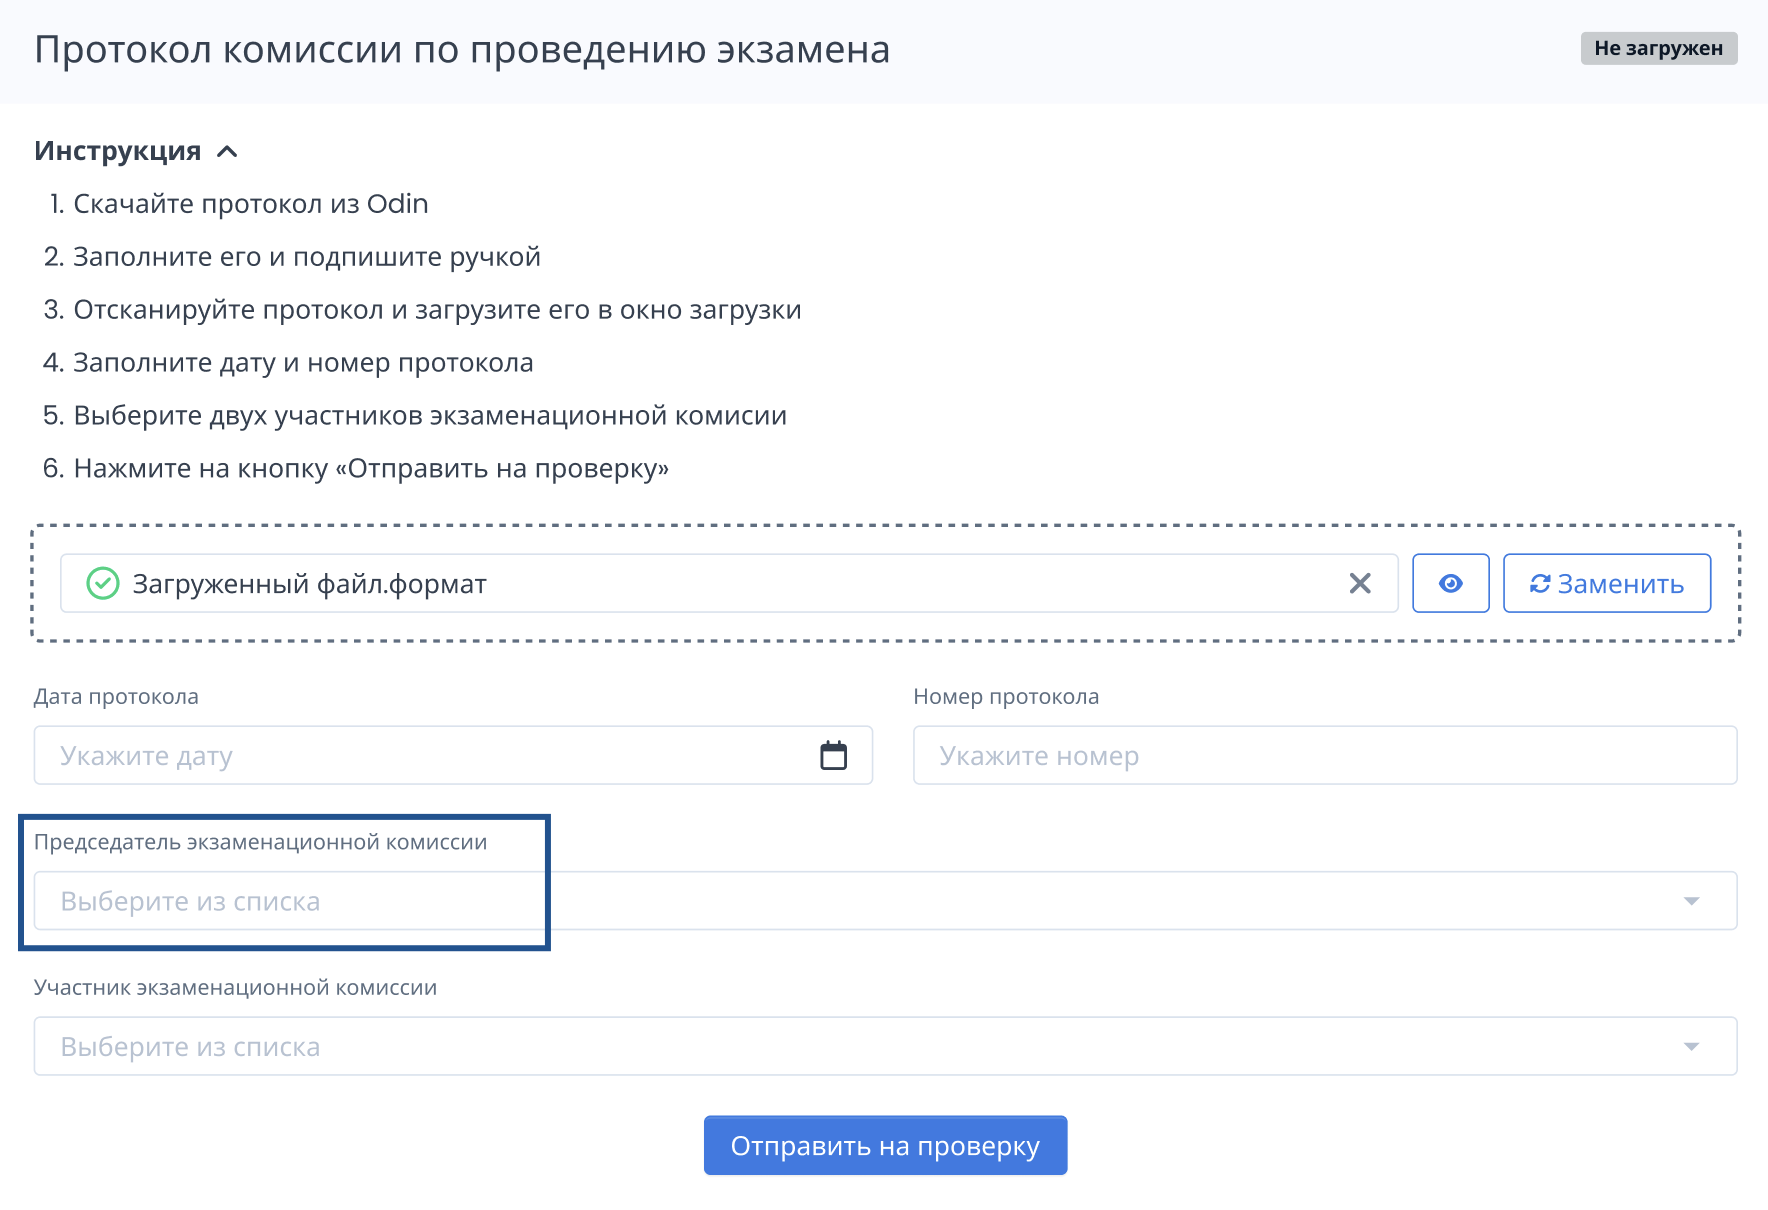 Протокол комиссии по проведению экзамена
Не загружен
Инструкция
1. Скачайте протокол из Odin
2. Заполните его и подпишите ручкой
3. Отсканируйте протокол и загрузите его в окно загрузки
4. Заполните дату и номер протокола
5. Выберите двух участников экзаменационной комисии
6. Нажмите на кнопку «Отправить на проверку»
Загруженный файл.формат
Заменить
Дата протокола
Номер протокола
Укажите дату
Укажите номер
Председатель экзаменационной комиссии
Выберите из списка
Участник экзаменационной комиссии
Выберите из списка
Отправить на проверку